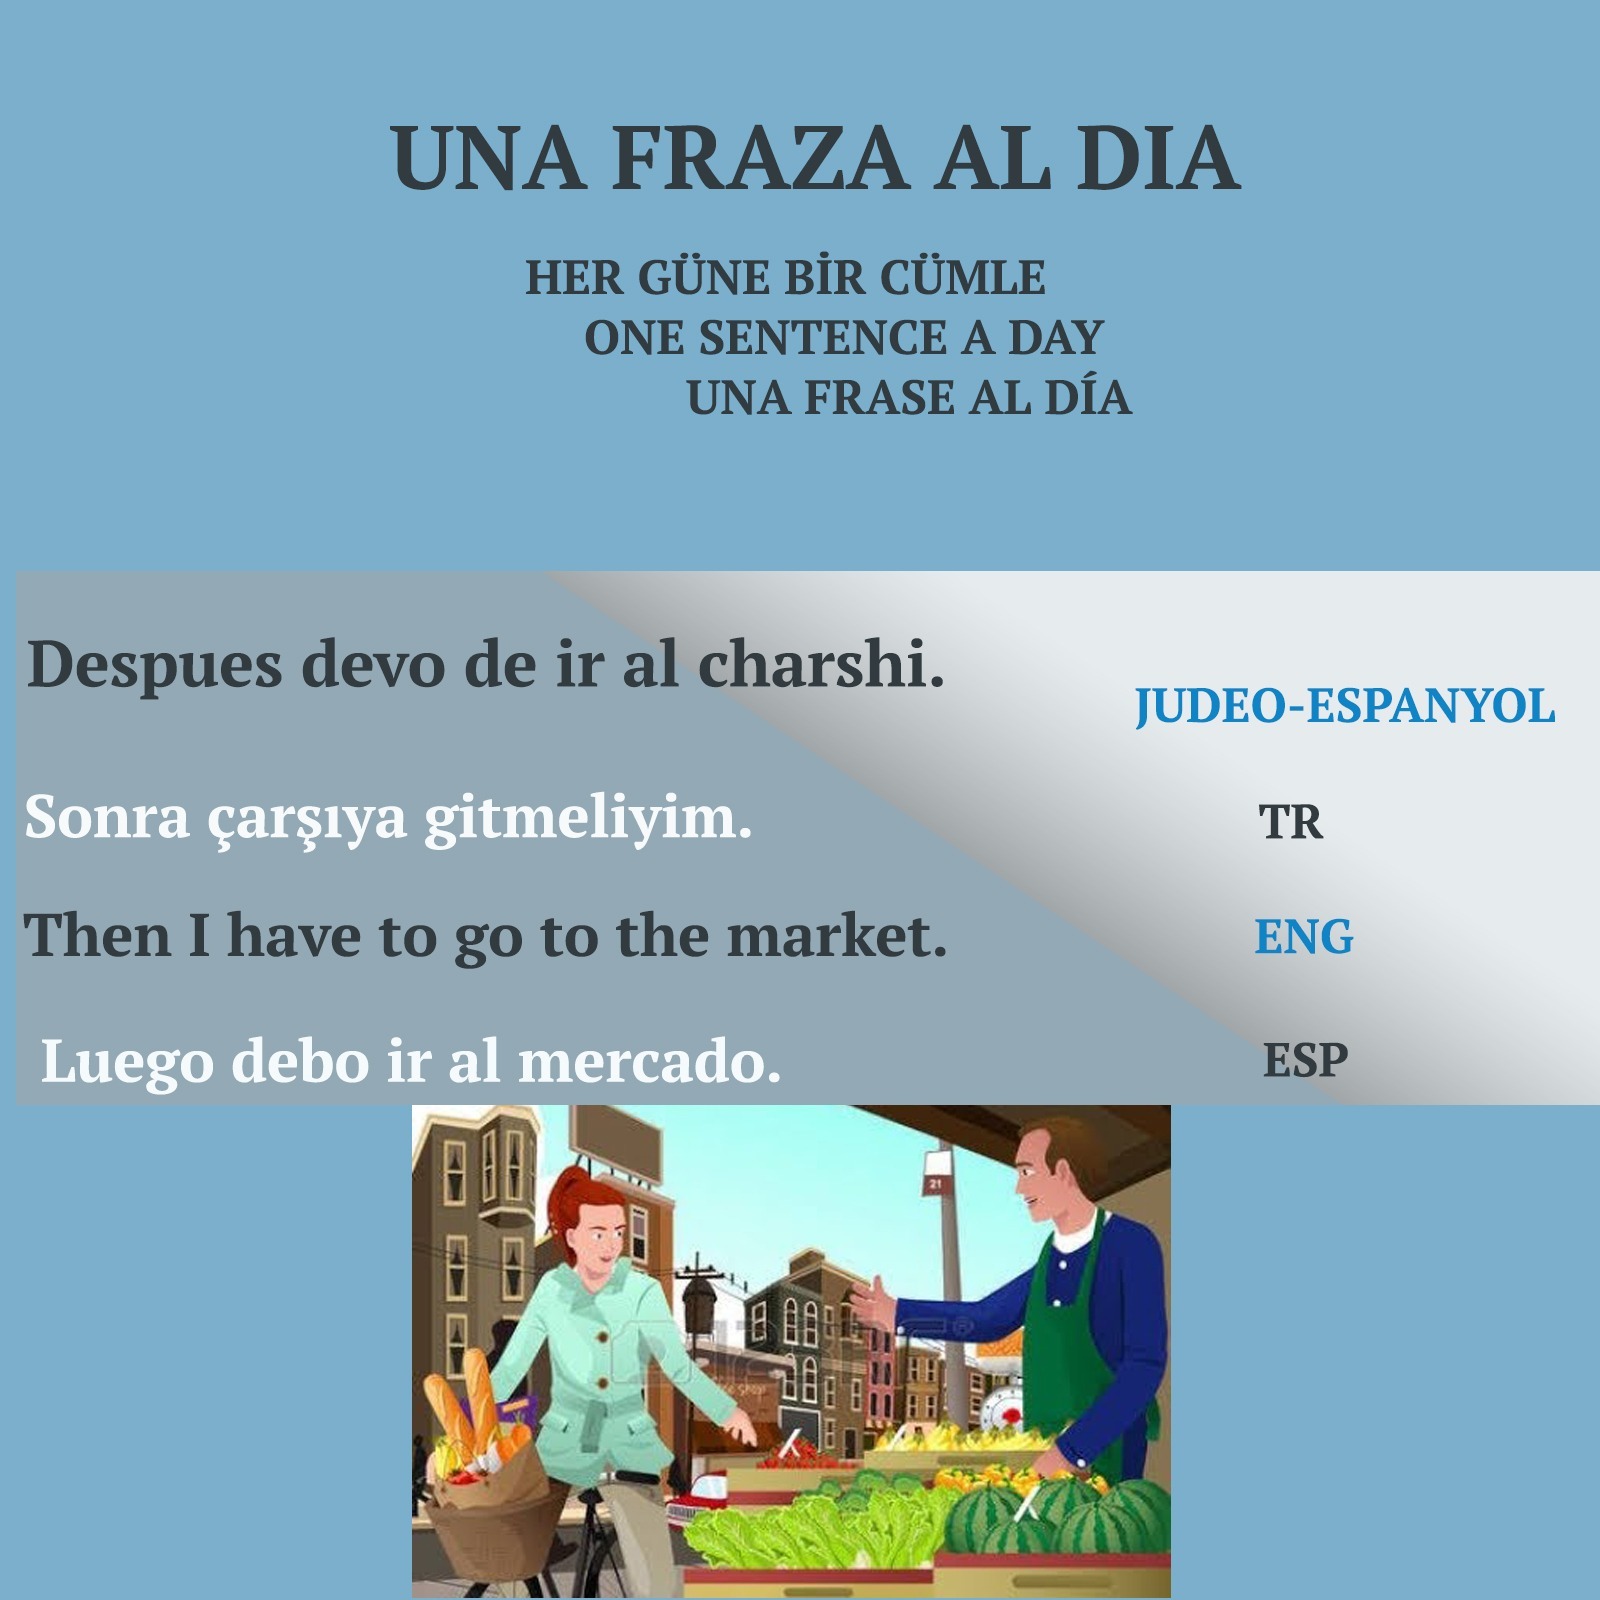 UNA FRAZA AL DIA
HER GÜNE BİR CÜMLE
ONE SENTENCE A DAY
UNA FRASE AL DÍA
Despues devo de ir al charshi.
JUDEO-ESPANYOL
Sonra çarşıya gitmeliyim.
TR
Then I have to go to the market.
ENG
Luego debo ir al mercado.
ESP
21